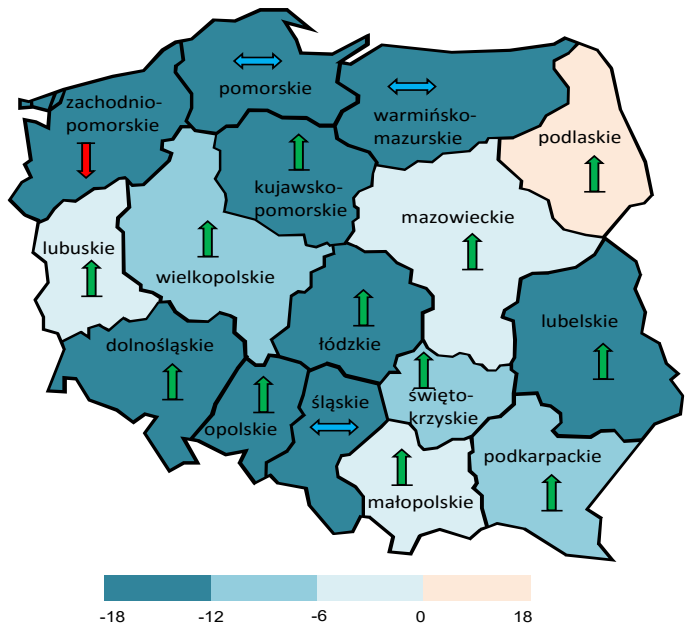 pomorskie
zachodnio-
pomorskie
warmińsko-
mazurskie
podlaskie
kujawsko-
pomorskie
mazowieckie
lubuskie
wielkopolskie
dolnośląskie
łódzkie
lubelskie
śląskie
święto-
krzyskie
opolskie
podkarpackie
małopolskie
-18 -12 -6 0 18